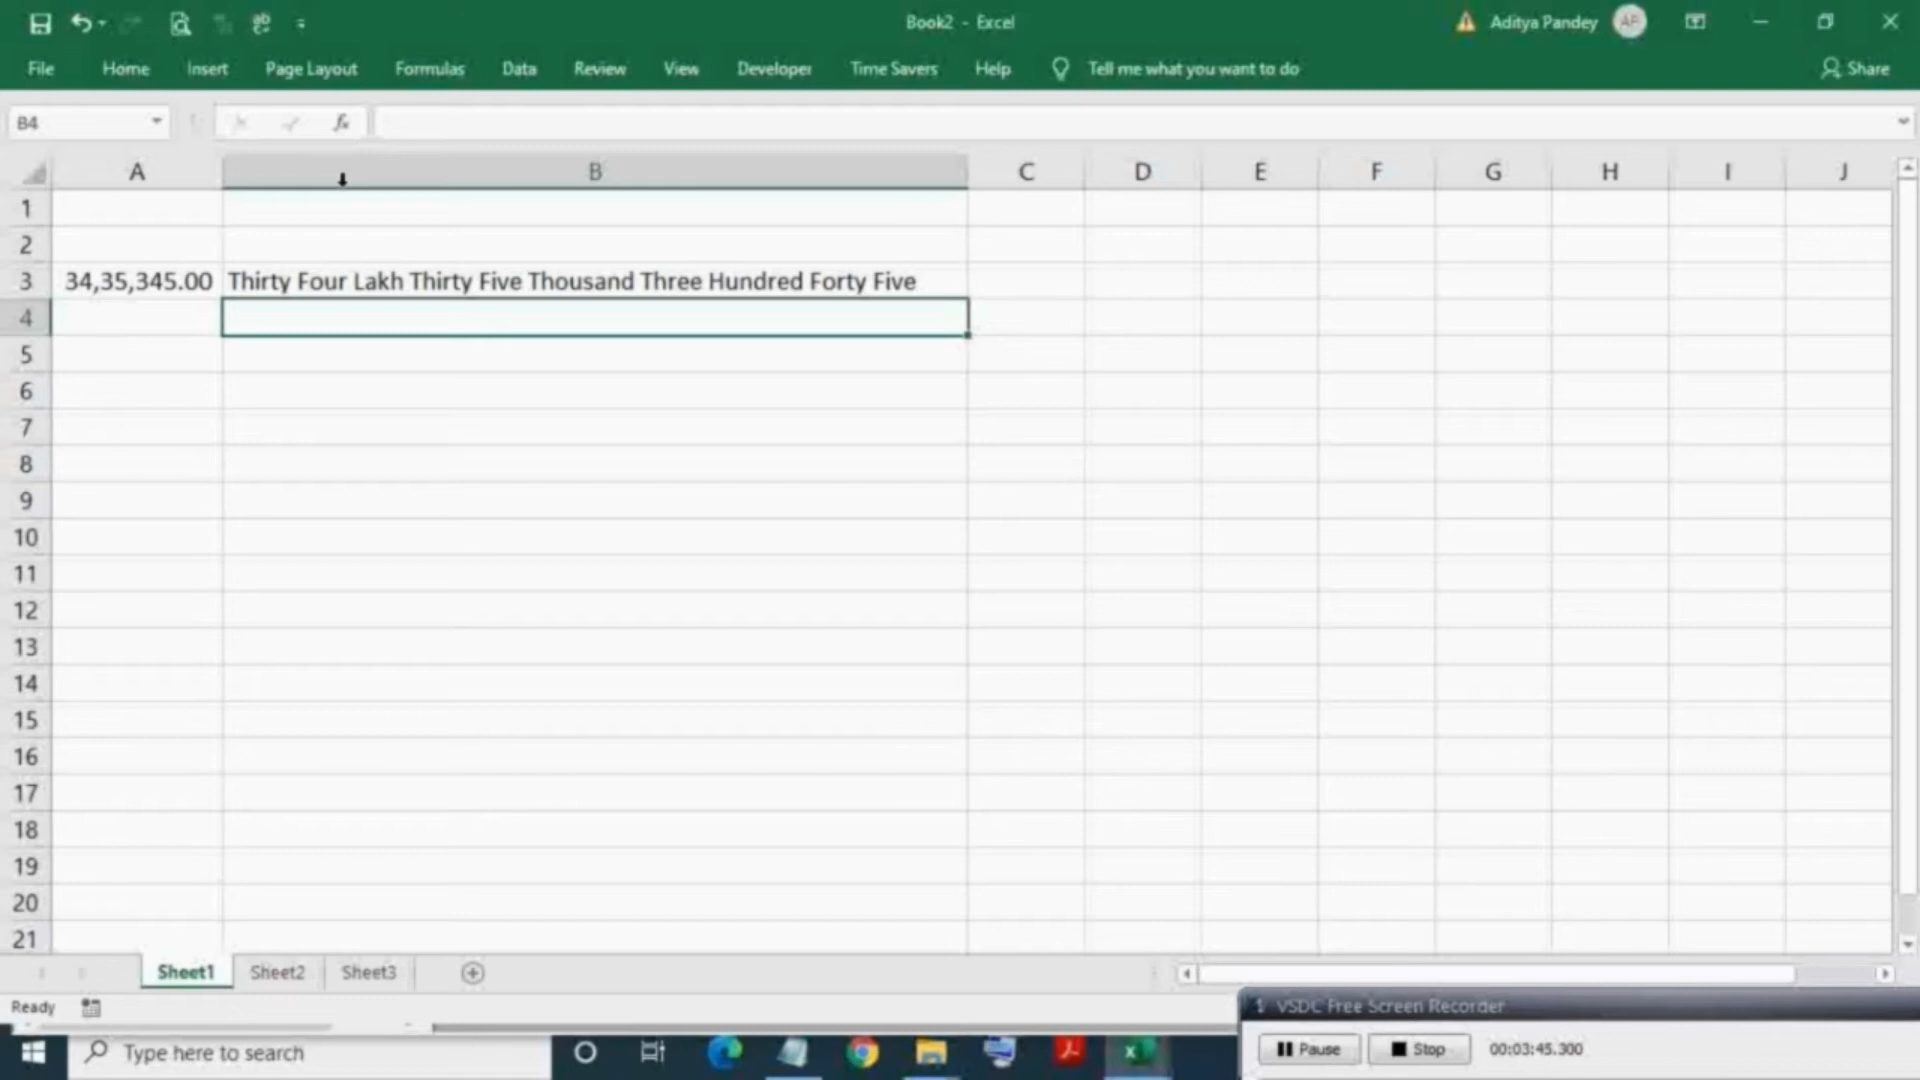 Book2 - Excel
Aditya Pandey
AP
File Home Insert Page Layout Formulas Data Review View Developer Time Savers Help Tell me what you want to do Share
B4
fx
A B C D E F G H I J
1
2
3 34,35,345.00 Thirty Four Lakh Thirty Five Thousand Three Hundred Forty Five
4
5
6
7
8
9
10
11
12
13
14
15
16
17
18
19
20
21
Sheet1 Sheet2 Sheet3
Ready
VSDC Free Screen Recorder
Type here to search
Pause Stop 00:03:45.300